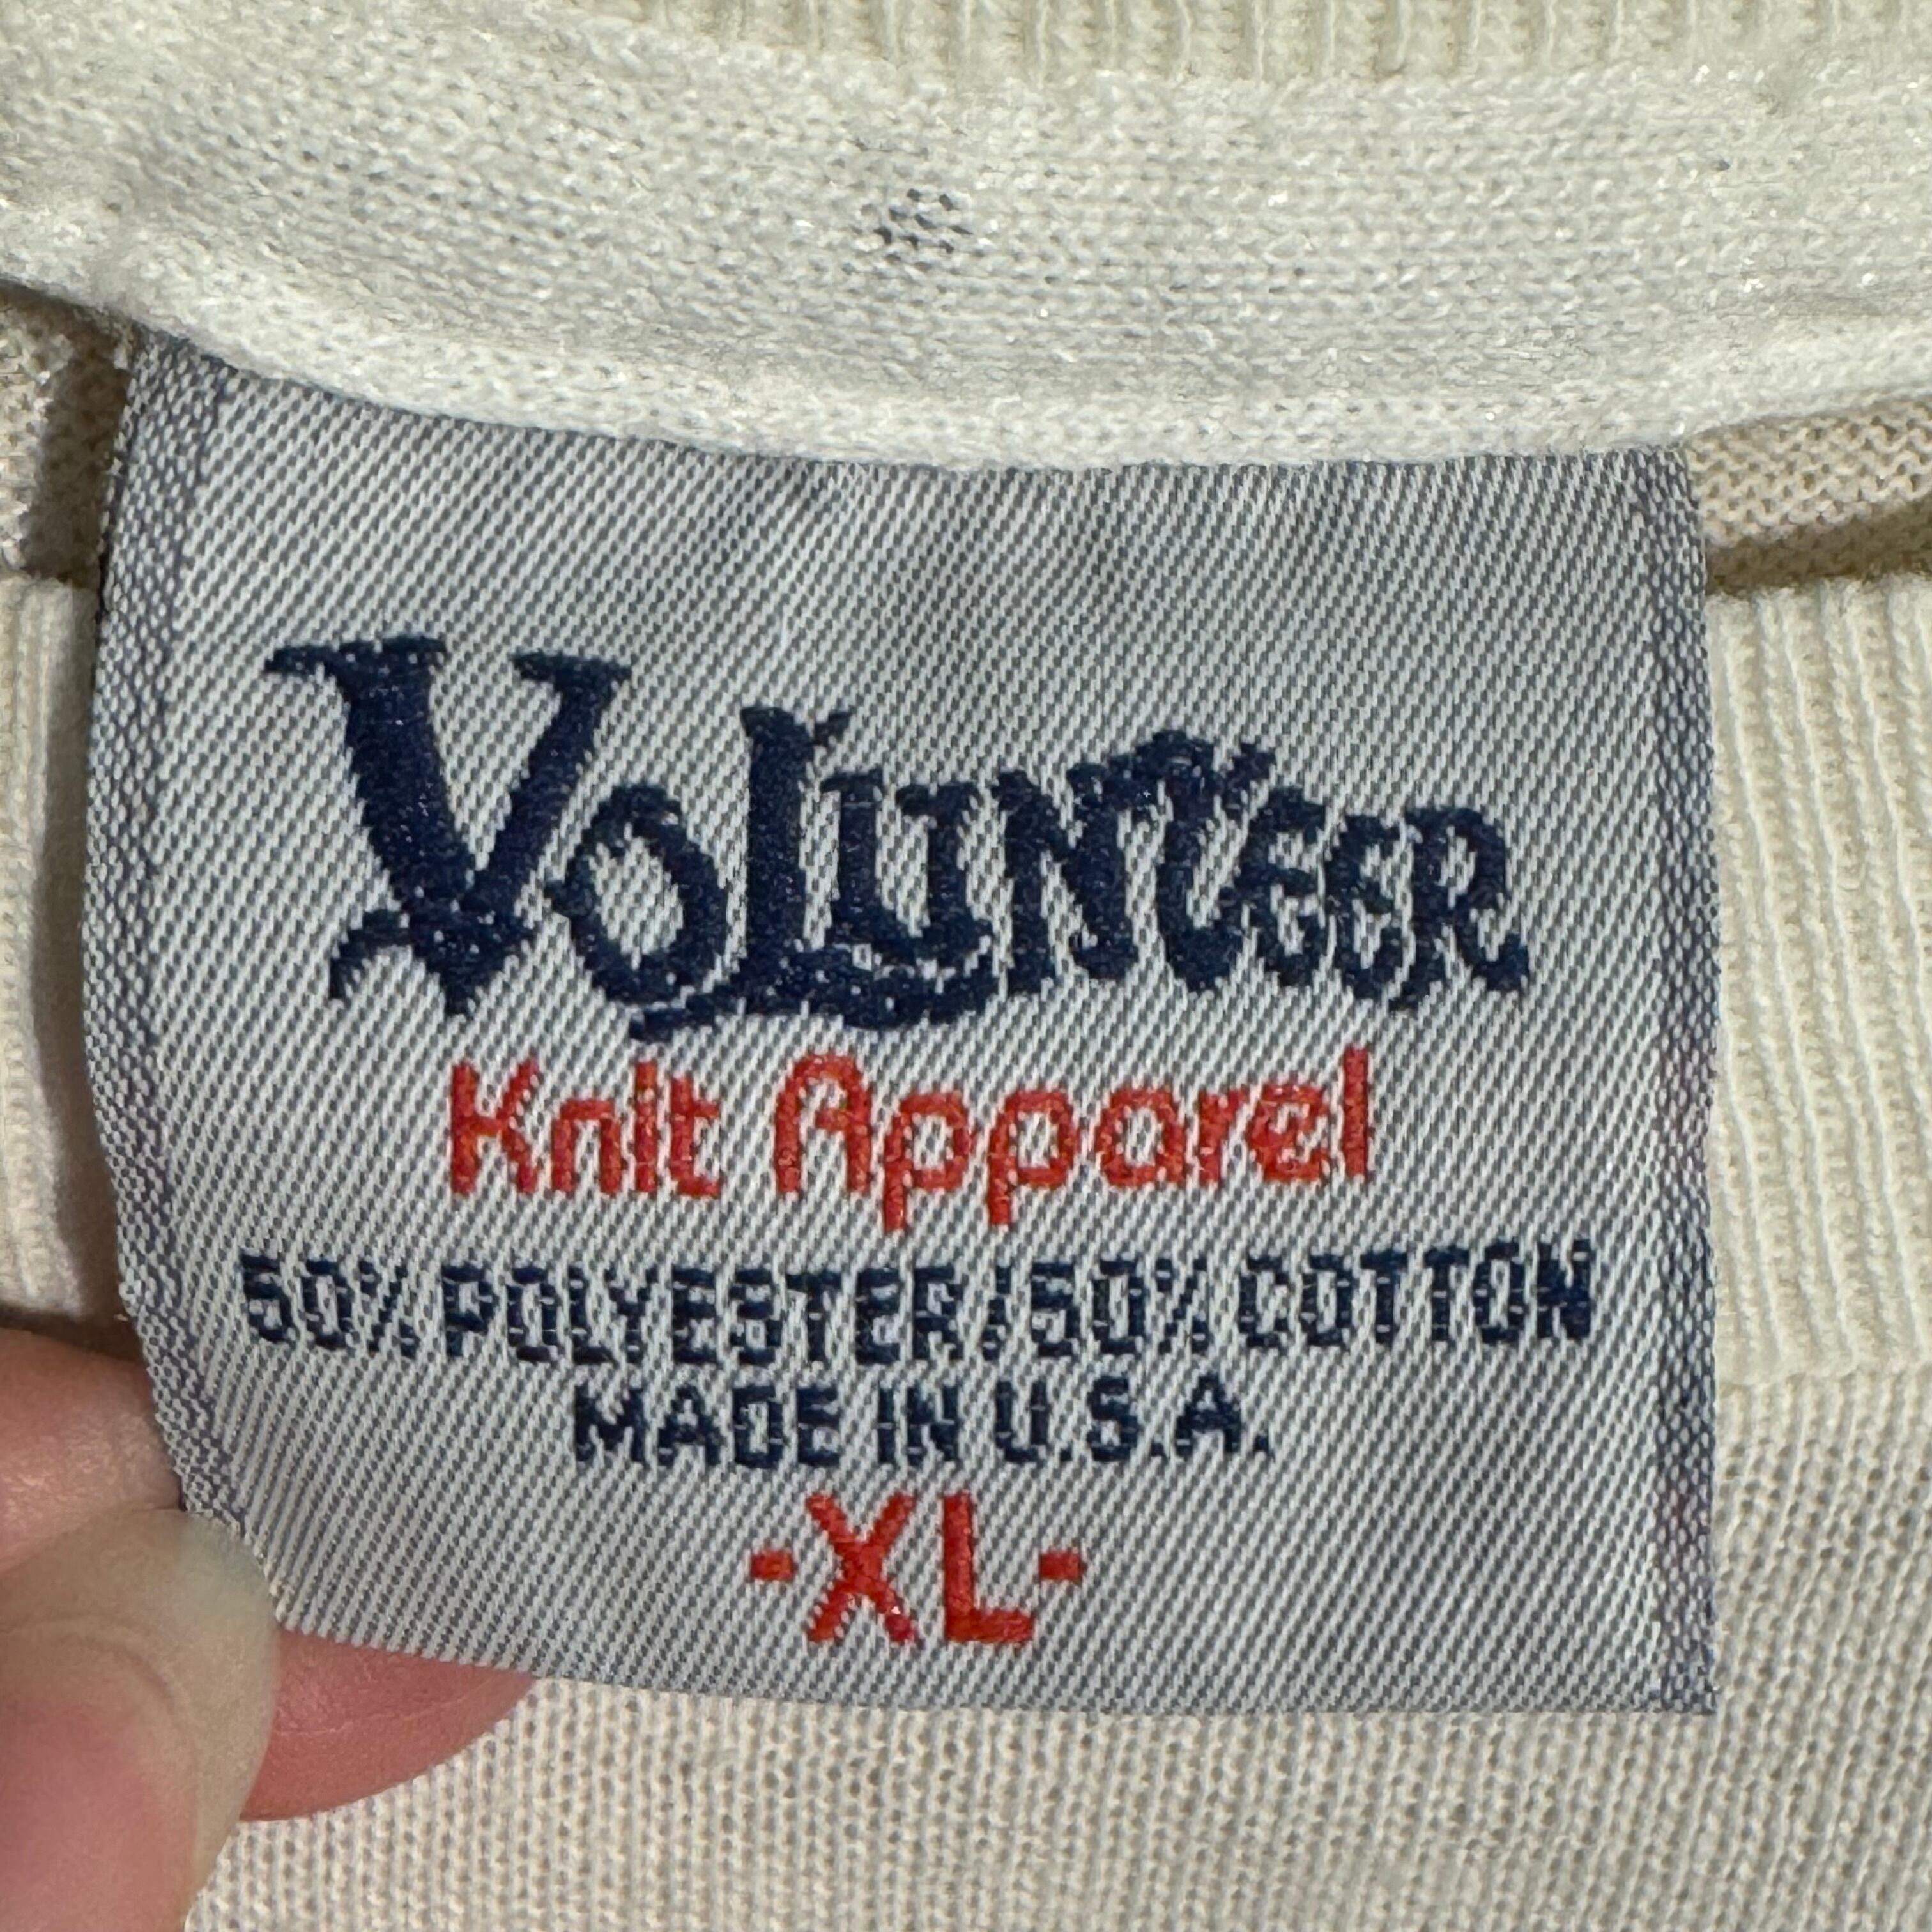 Volunteer
Knit Apparel
50% POLYESTER/50% COTTON
MADE IN U.S.A.
-XL-